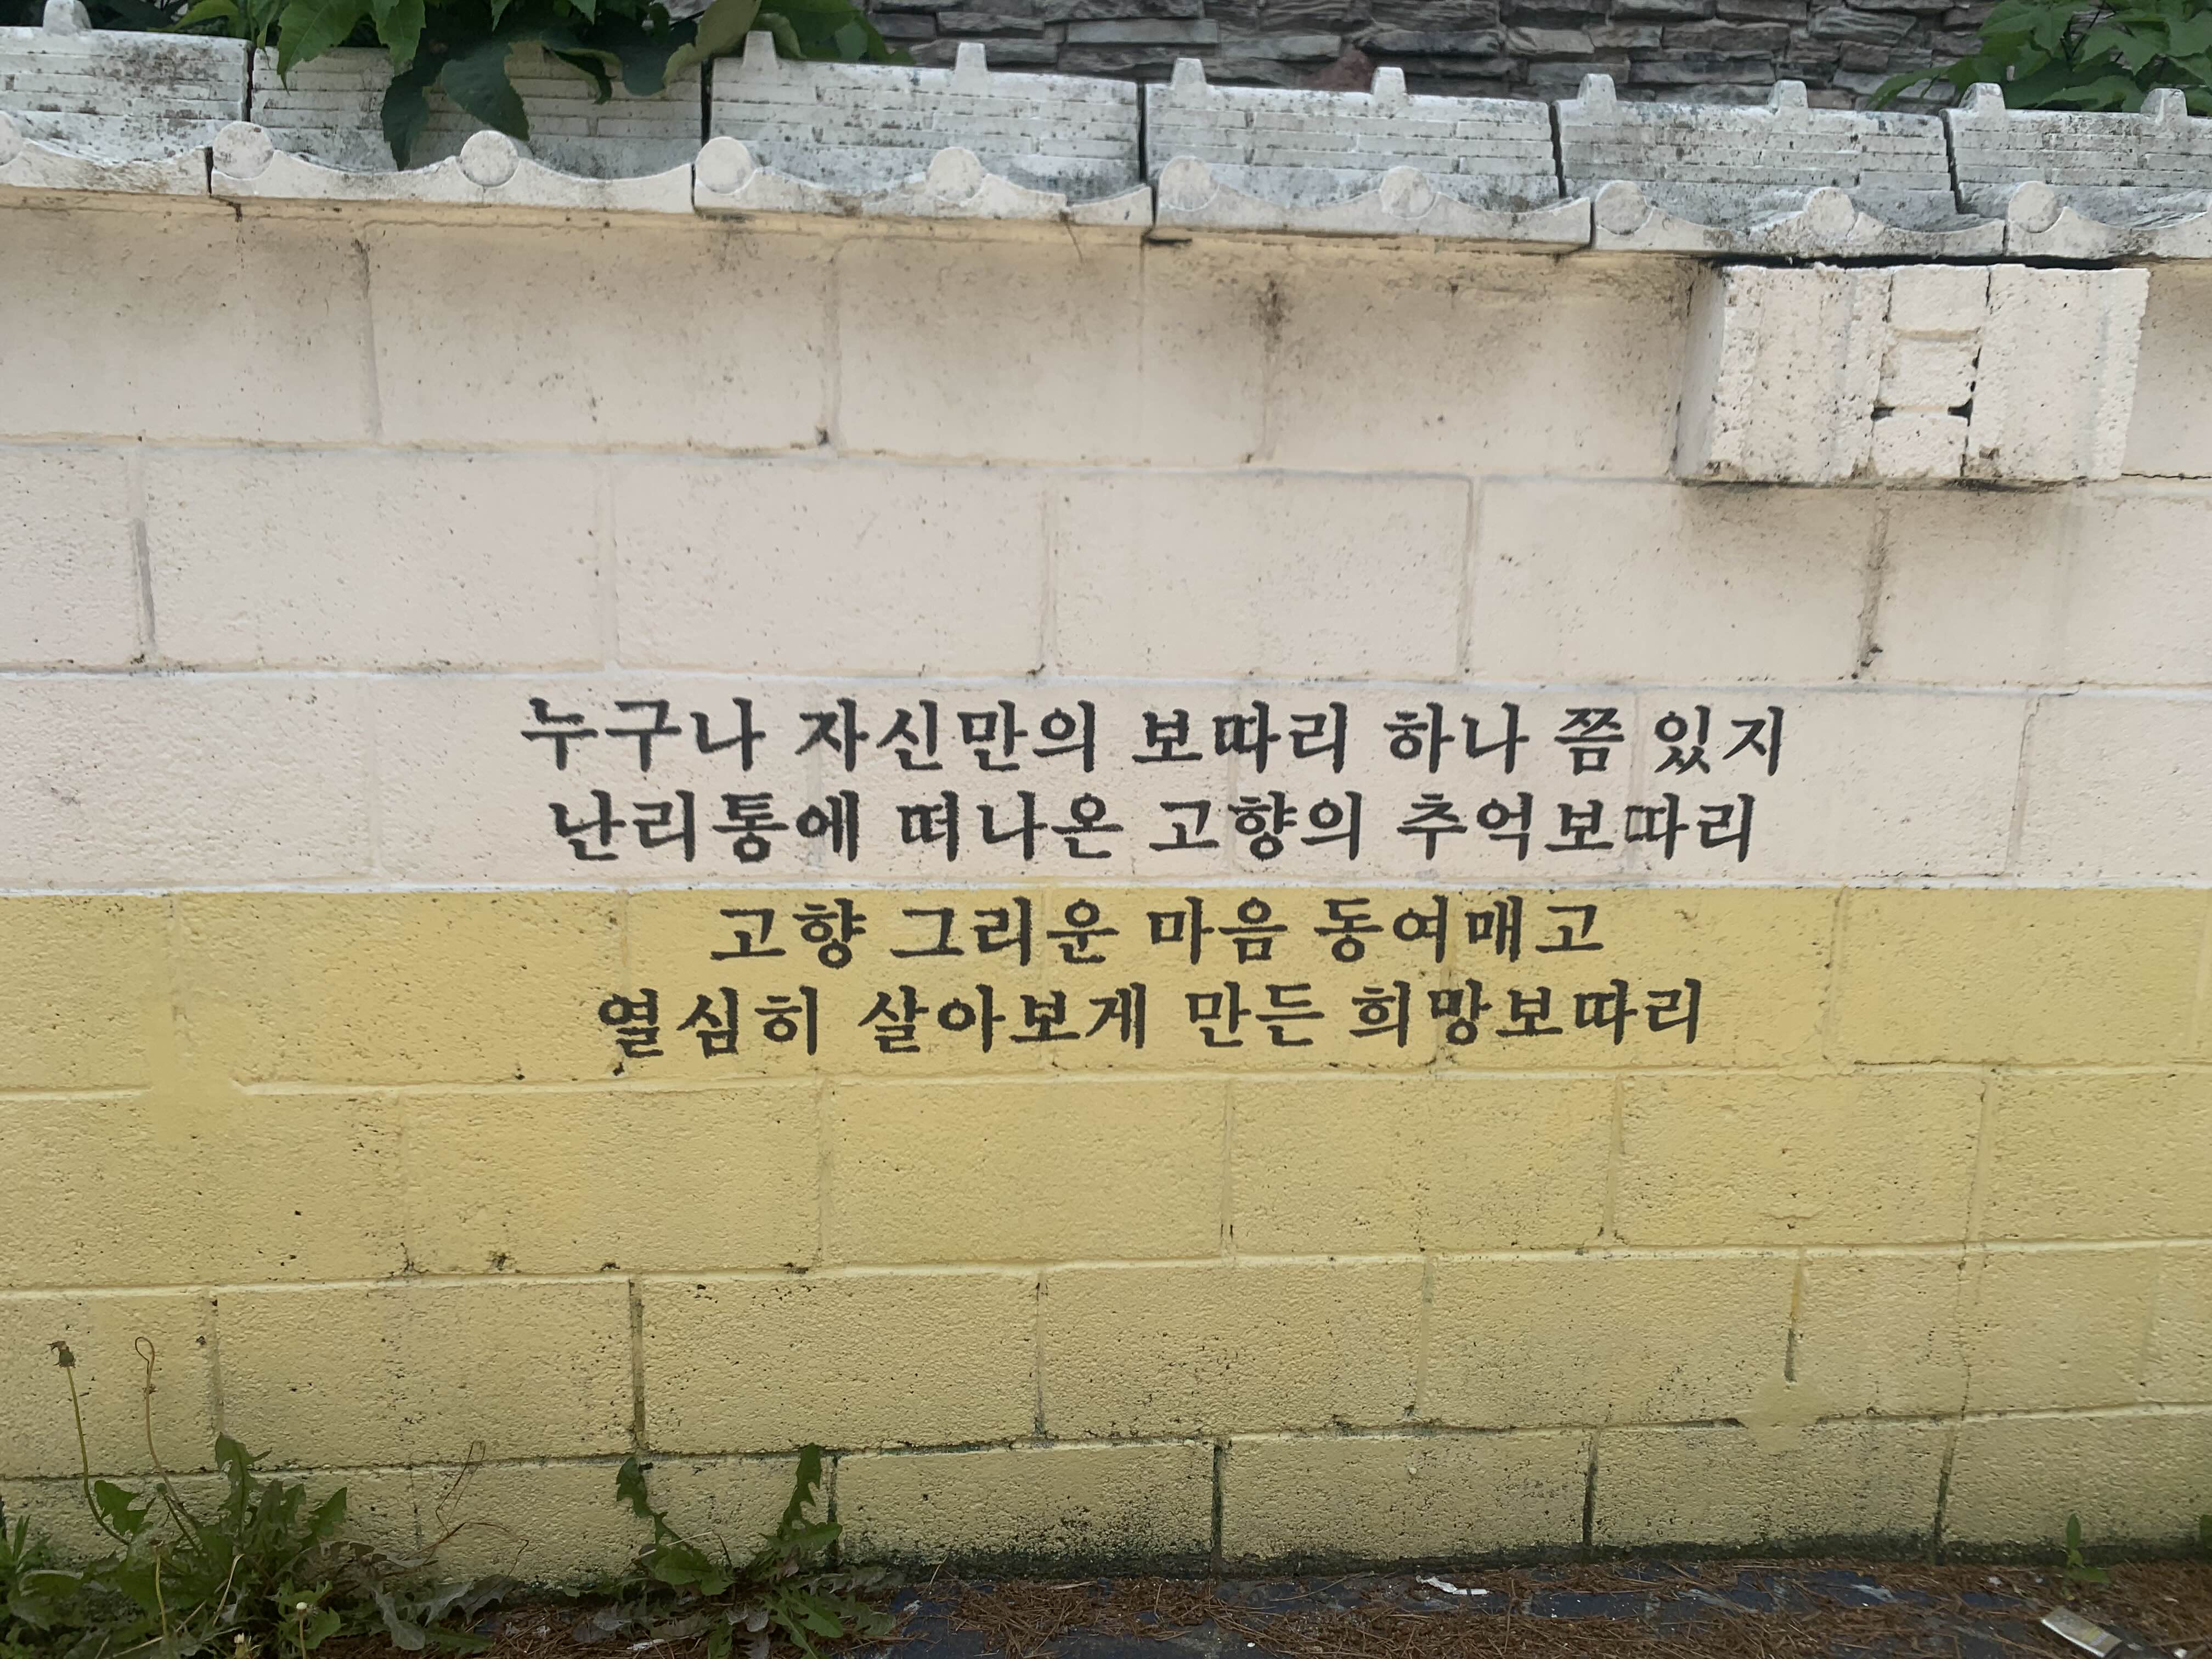 누구나 자신만의 보따리 하나 쯤 있지
난리통에 떠나온 고향의 추억보따리
고향 그리운 마음 동여매고
열심히 살아보게 만든 희망보따리